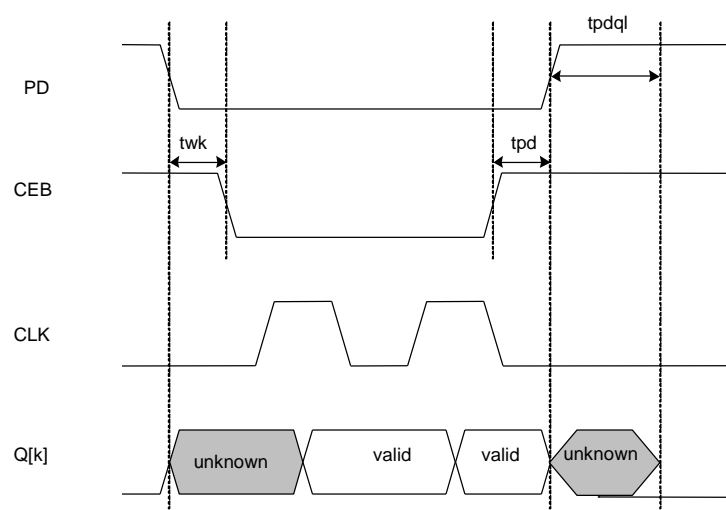 tpdql
PD
twk
tpd
CEB
CLK
Q[k]
unknown
valid
valid
unknown